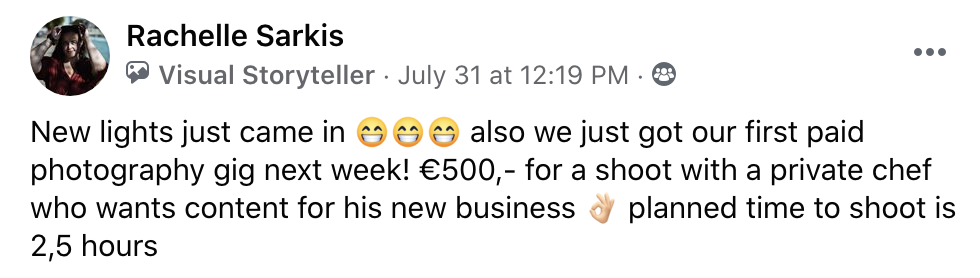 Rachelle Sarkis
Visual Storyteller · July 31 at 12:19 PM ·
New lights just came in 😁😁😁 also we just got our first paid
photography gig next week! €500,- for a shoot with a private chef
who wants content for his new business 👌🏻 planned time to shoot is
2,5 hours